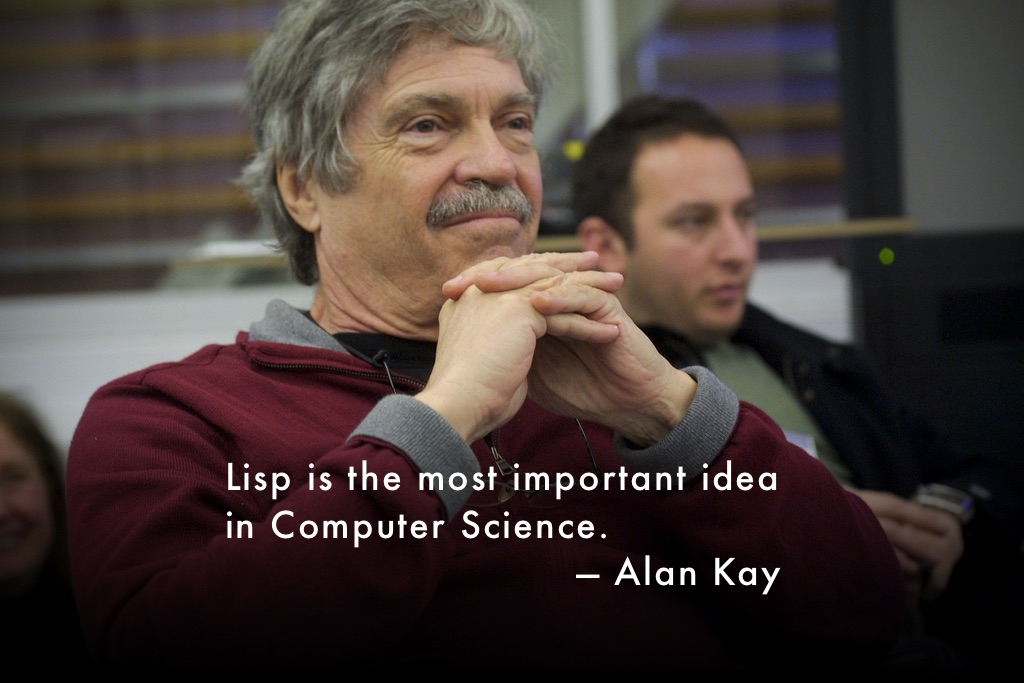 Lisp is the most important idea
in Computer Science.
— Alan Kay